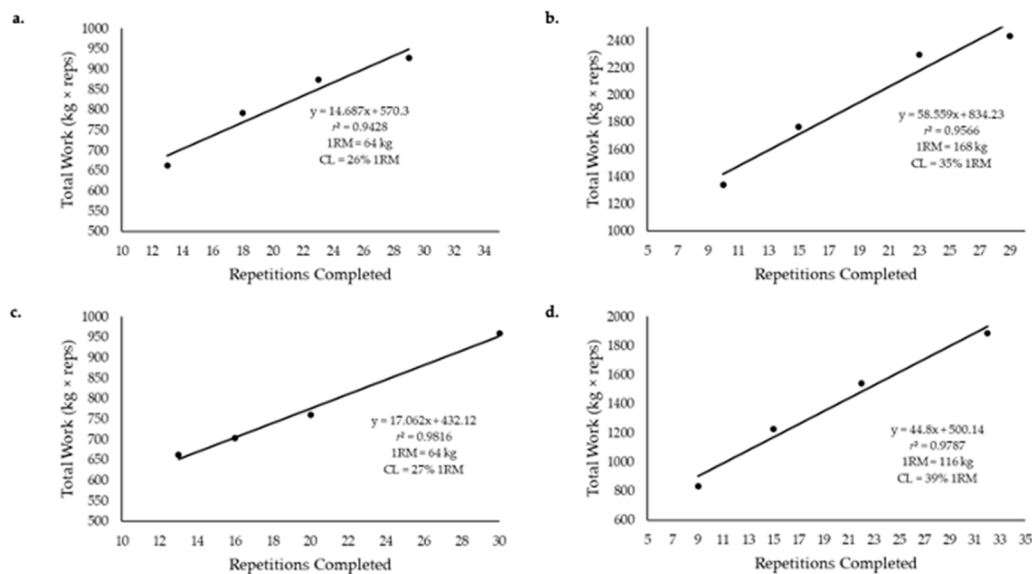 a.
1000
950
900
850
800
750
700
650
600
550
500
Total Work (kg × reps)
y = 14.687x + 570.3
r² = 0.9428
1RM = 64 kg
CL = 26% 1RM
10 12 14 16 18 20 22 24 26 28 30 32 34
Repetitions Completed
b.
2400
2200
2000
1800
1600
1400
1200
1000
Total Work (kg × reps)
y = 58.559x + 834.23
r² = 0.9566
1RM = 168 kg
CL = 35% 1RM
5 7 9 11 13 15 17 19 21 23 25 27 29
Repetitions Completed
c.
1000
950
900
850
800
750
700
650
600
550
500
Total Work (kg × reps)
y = 17.062x + 432.12
r² = 0.9816
1RM = 64 kg
CL = 27% 1RM
10 12 14 16 18 20 22 24 26 28 30
Repetitions Completed
d.
2000
1800
1600
1400
1200
1000
800
600
Total Work (kg × reps)
y = 44.8x + 500.14
r² = 0.9787
1RM = 116 kg
CL = 39% 1RM
5 7 9 11 13 15 17 19 21 23 25 27 29 31 33 35
Repetitions Completed